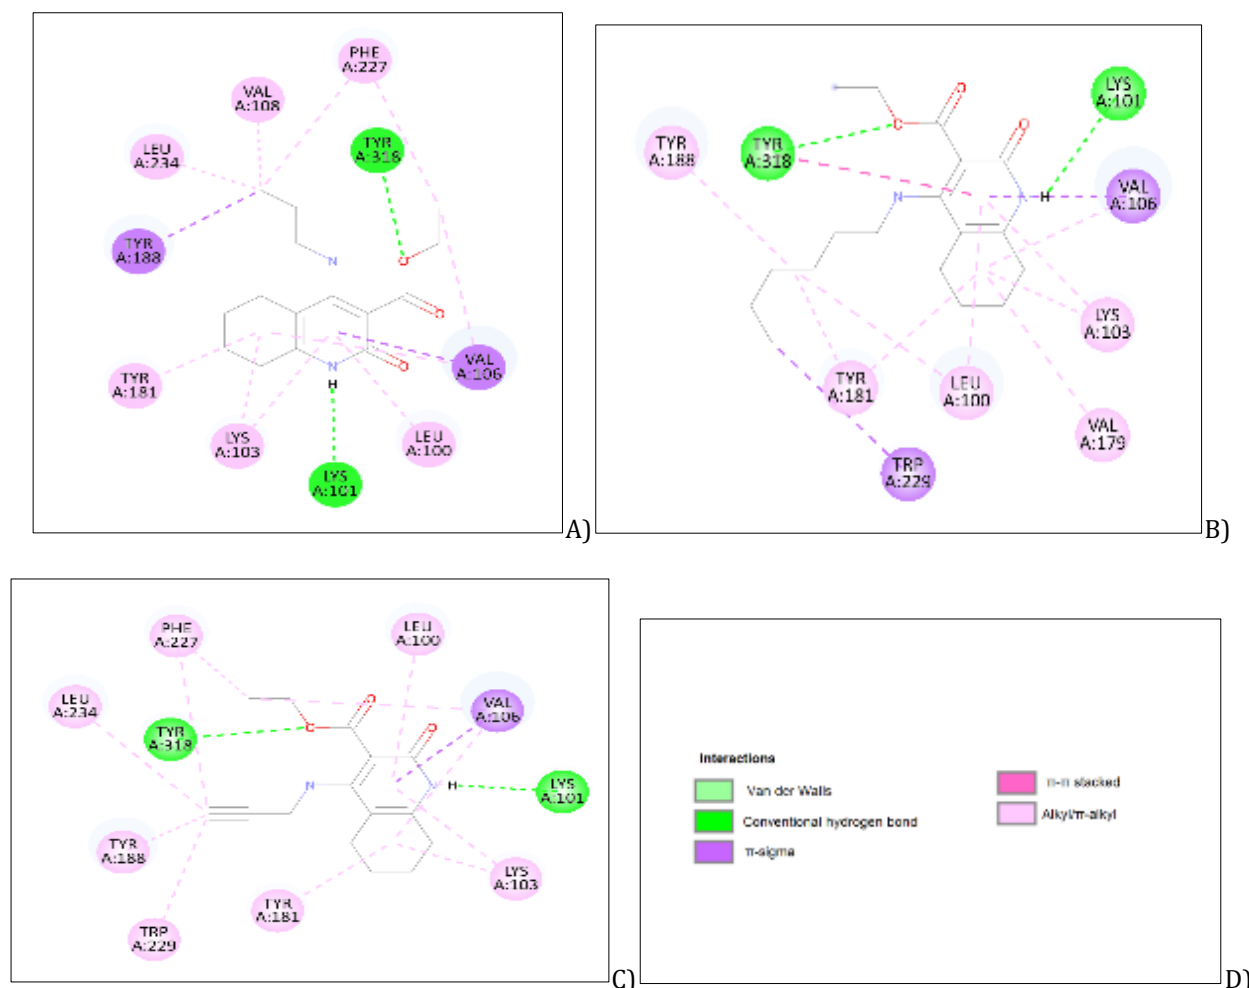 PHE
A:227
VAL
A:108
TYR
A:318
LEU
A:234
TYR
A:188
N
O
O
N
O
H
VAL
A:106
TYR
A:181
LYS
A:103
LEU
A:100
LYS
A:101
A)
LYS
A:101
O
O
O
TYR
A:188
TYR
A:318
N
N
H
VAL
A:106
LYS
A:103
TYR
A:181
LEU
A:100
VAL
A:179
TRP
A:229
B)
PHE
A:227
LEU
A:100
LEU
A:234
TYR
A:318
O
O
O
VAL
A:106
N
N
H
LYS
A:101
TYR
A:188
LYS
A:103
TYR
A:181
TRP
A:229
C)
Interactions
Van der Walls
Conventional hydrogen bond
π-sigma
π-π stacked
Alkyl/π-alkyl
D)